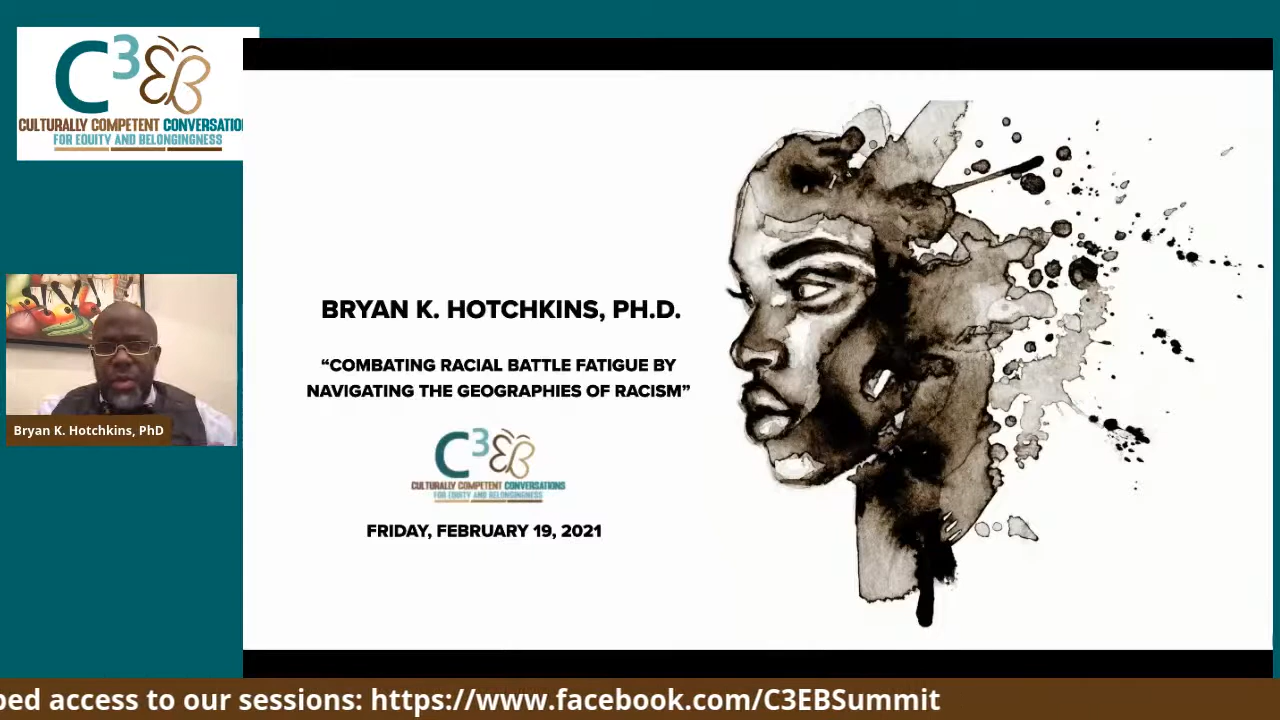 C3EB
CULTURALLY COMPETENT CONVERSATIO
FOR EQUITY AND BELONGINGNESS
BRYAN K. HOTCHKINS, PH.D.
“COMBATING RACIAL BATTLE FATIGUE BY
NAVIGATING THE GEOGRAPHIES OF RACISM”
C3EB
CULTURALLY COMPETENT CONVERSATIONS
FOR EQUITY AND BELONGINGNESS
FRIDAY, FEBRUARY 19, 2021
Bryan K. Hotchkins, PhD
ped access to our sessions: https://www.facebook.com/C3EBSummit